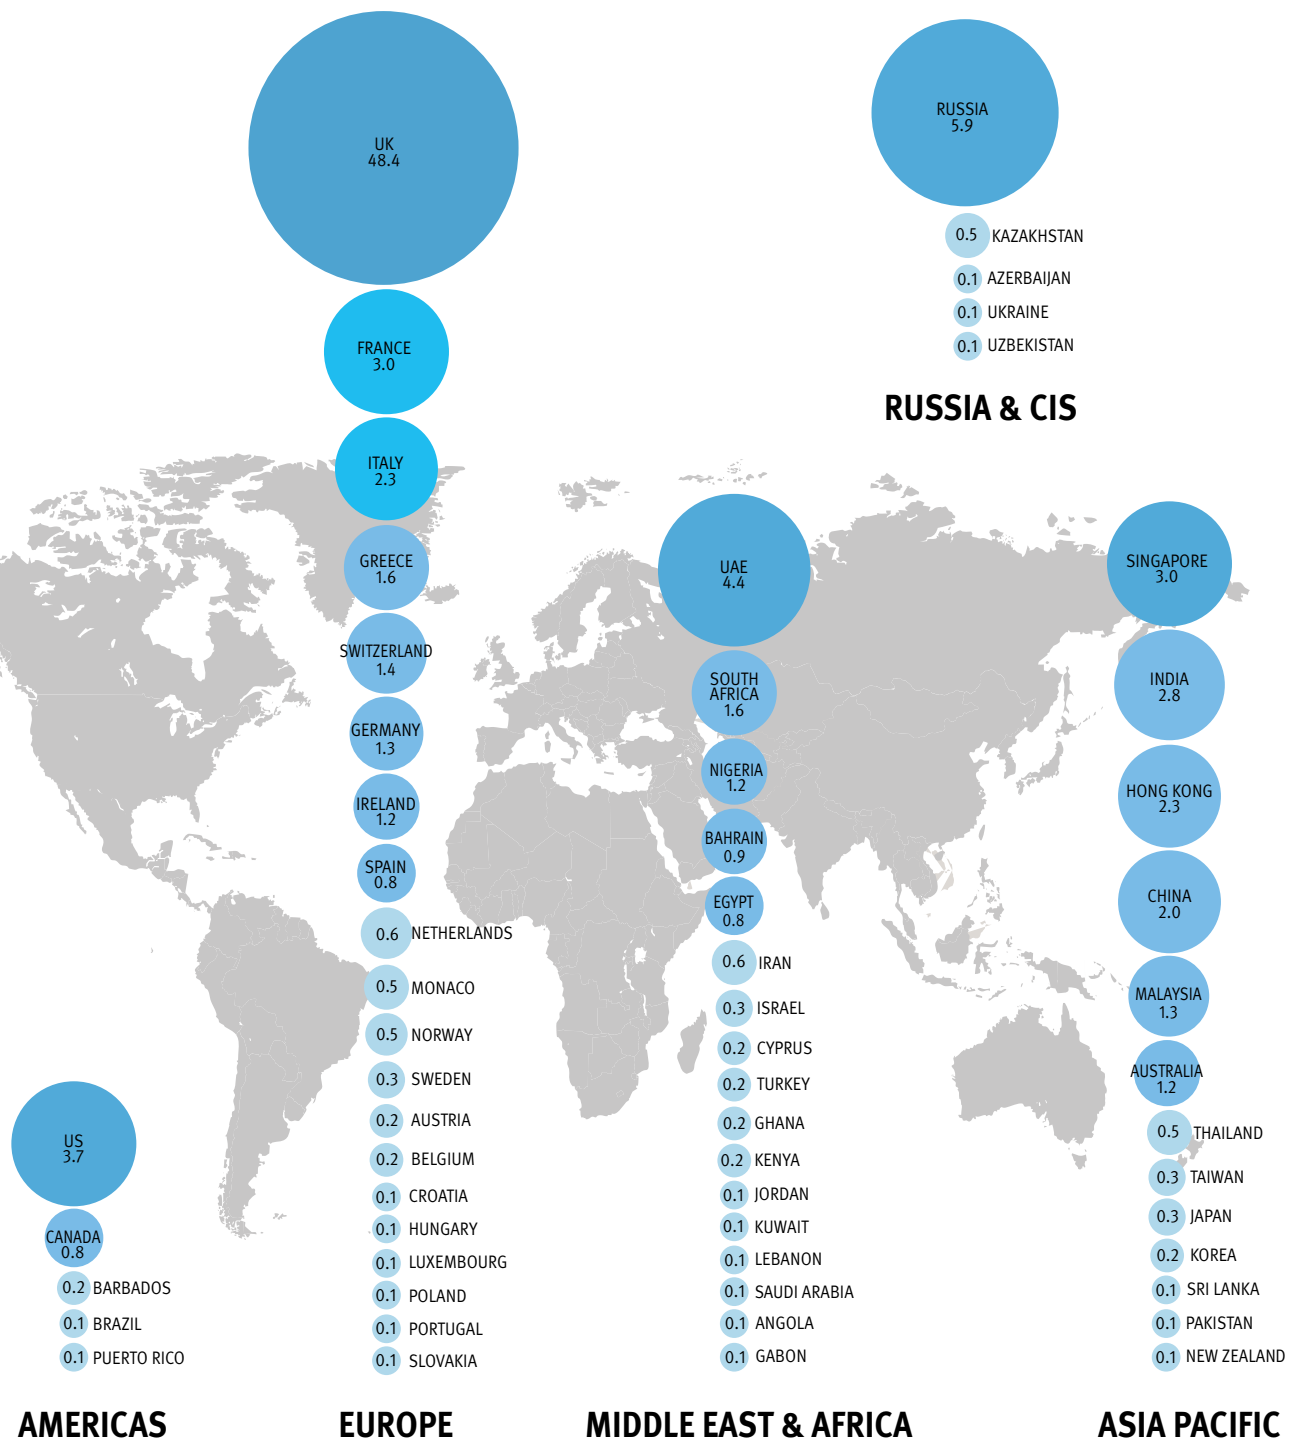 UK
48.4
FRANCE
3.0
ITALY
2.3
GREECE
1.6
SWITZERLAND
1.4
GERMANY
1.3
IRELAND
1.2
SPAIN
0.8
0.6 NETHERLANDS
0.5 MONACO
0.5 NORWAY
0.3 SWEDEN
0.2 AUSTRIA
0.2 BELGIUM
0.1 CROATIA
0.1 HUNGARY
0.1 LUXEMBOURG
0.1 POLAND
0.1 PORTUGAL
0.1 SLOVAKIA
EUROPE
RUSSIA
5.9
0.5 KAZAKHSTAN
0.1 AZERBAIJAN
0.1 UKRAINE
0.1 UZBEKISTAN
RUSSIA & CIS
US
3.7
CANADA
0.8
0.2 BARBADOS
0.1 BRAZIL
0.1 PUERTO RICO
AMERICAS
UAE
4.4
SOUTH
AFRICA
1.6
NIGERIA
1.2
BAHRAIN
0.9
EGYPT
0.8
0.6 IRAN
0.3 ISRAEL
0.2 CYPRUS
0.2 TURKEY
0.2 GHANA
0.2 KENYA
0.1 JORDAN
0.1 KUWAIT
0.1 LEBANON
0.1 SAUDI ARABIA
0.1 ANGOLA
0.1 GABON
MIDDLE EAST & AFRICA
SINGAPORE
3.0
INDIA
2.8
HONG KONG
2.3
CHINA
2.0
MALAYSIA
1.3
AUSTRALIA
1.2
0.5 THAILAND
0.3 TAIWAN
0.3 JAPAN
0.2 KOREA
0.1 SRI LANKA
0.1 PAKISTAN
0.1 NEW ZEALAND
ASIA PACIFIC